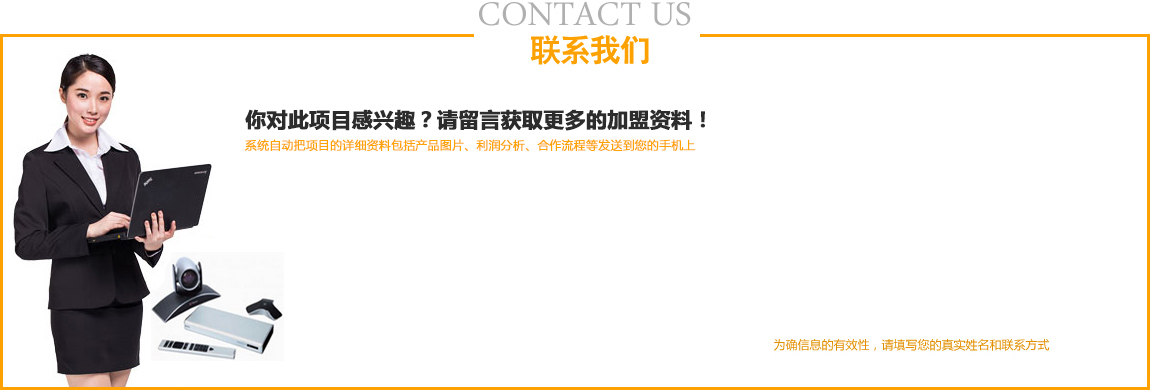 CONTACT US
联系我们
你对此项目感兴趣？请留言获取更多的加盟资料！
系统自动把项目的详细资料包括产品图片、利润分析、合作流程等发送到您的手机上
为确信息的有效性，请填写您的真实姓名和联系方式